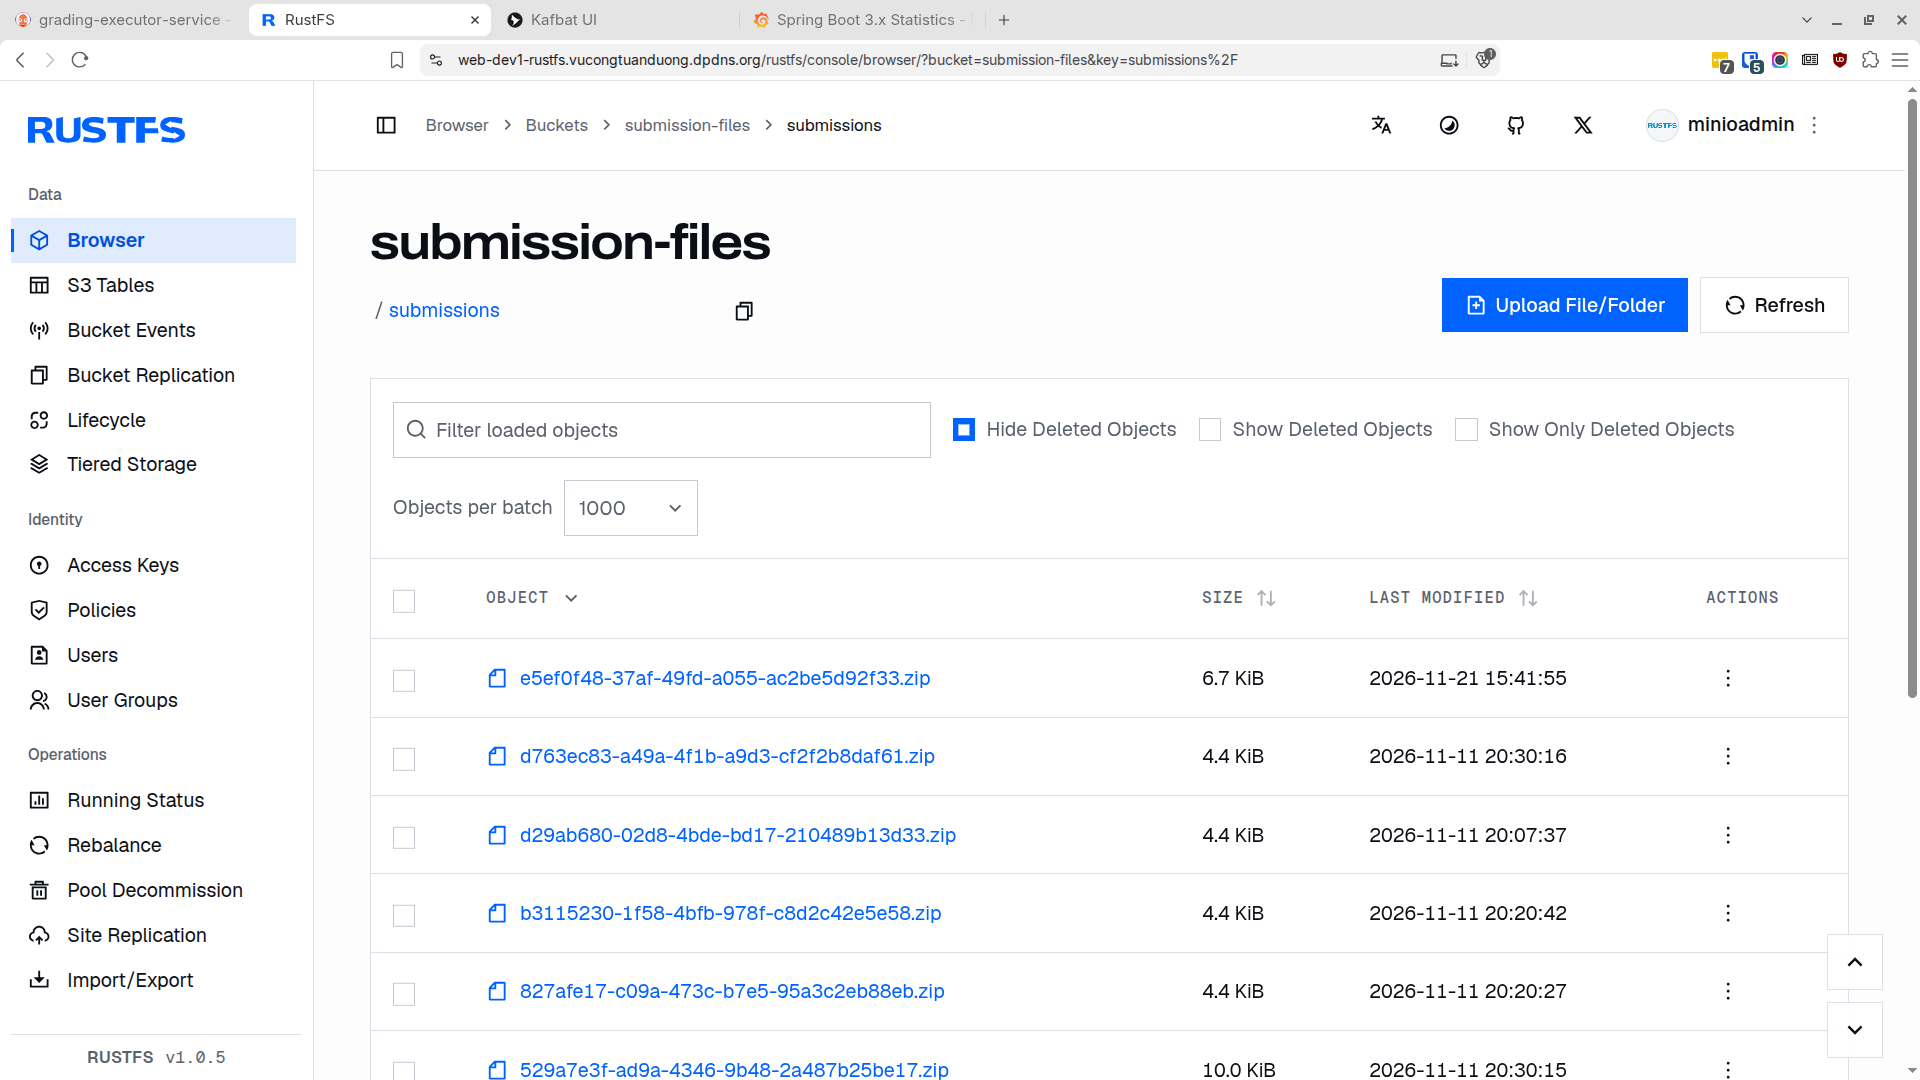 grading-executor-service -
RustFS
Kafbat UI
Spring Boot 3.x Statistics -
web-dev1-rustfs.vucongtuanduong.dpdns.org/rustfs/console/browser/?bucket=submission-files&key=submissions%2F
1
7
5
RUSTFS
Browser
Buckets
submission-files
submissions
RUSTFS
minioadmin
Data
Browser
S3 Tables
Bucket Events
Bucket Replication
Lifecycle
Tiered Storage
Identity
Access Keys
Policies
Users
User Groups
Operations
Running Status
Rebalance
Pool Decommission
Site Replication
Import/Export
RUSTFS v1.0.5
submission-files
/ submissions
Upload File/Folder
Refresh
Filter loaded objects
Hide Deleted Objects
Show Deleted Objects
Show Only Deleted Objects
Objects per batch
1000
OBJECT SIZE LAST MODIFIED ACTIONS
e5ef0f48-37af-49fd-a055-ac2be5d92f33.zip 6.7 KiB 2026-11-21 15:41:55
d763ec83-a49a-4f1b-a9d3-cf2f2b8daf61.zip 4.4 KiB 2026-11-11 20:30:16
d29ab680-02d8-4bde-bd17-210489b13d33.zip 4.4 KiB 2026-11-11 20:07:37
b3115230-1f58-4bfb-978f-c8d2c42e5e58.zip 4.4 KiB 2026-11-11 20:20:42
827afe17-c09a-473c-b7e5-95a3c2eb88eb.zip 4.4 KiB 2026-11-11 20:20:27
529a7e3f-ad9a-4346-9b48-2a487b25be17.zip 10.0 KiB 2026-11-11 20:30:15